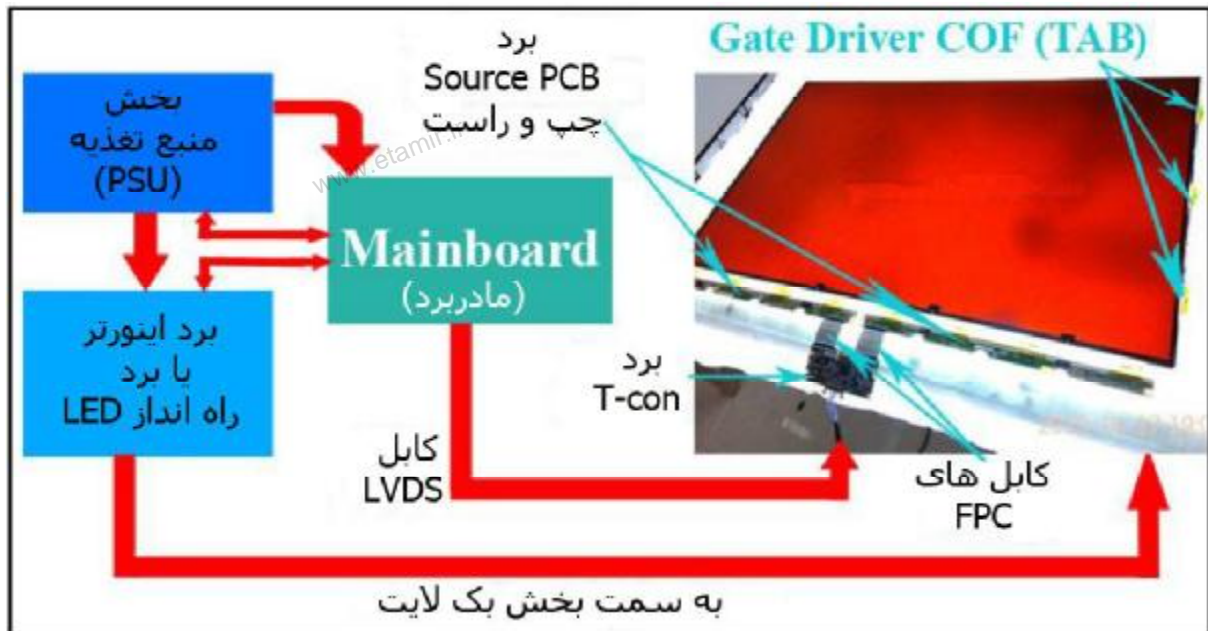 Gate Driver COF (TAB)
برد
Source PCB
چپ و راست
بخش
منبع تغذیه
(PSU)
Mainboard
(مادربرد)
برد اینورتر
یا برد
راه انداز LED
برد
T-con
کابل
LVDS
کابل های
FPC
به سمت بخش بک لایت